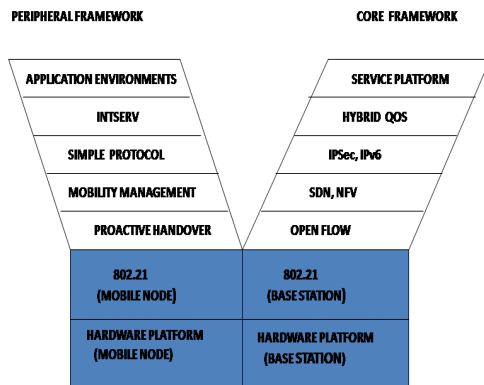 PERIPHERAL FRAMEWORK
CORE FRAMEWORK
APPLICATION ENVIRONMENTS
SERVICE PLATFORM
INTSERV
HYBRID QOS
SIMPLE PROTOCOL
IPSec, IPv6
MOBILITY MANAGEMENT
SDN, NFV
PROACTIVE HANDOVER
OPEN FLOW
802.21
(MOBILE NODE)
802.21
(BASE STATION)
HARDWARE PLATFORM
(MOBILE NODE)
HARDWARE PLATFORM
(BASE STATION)